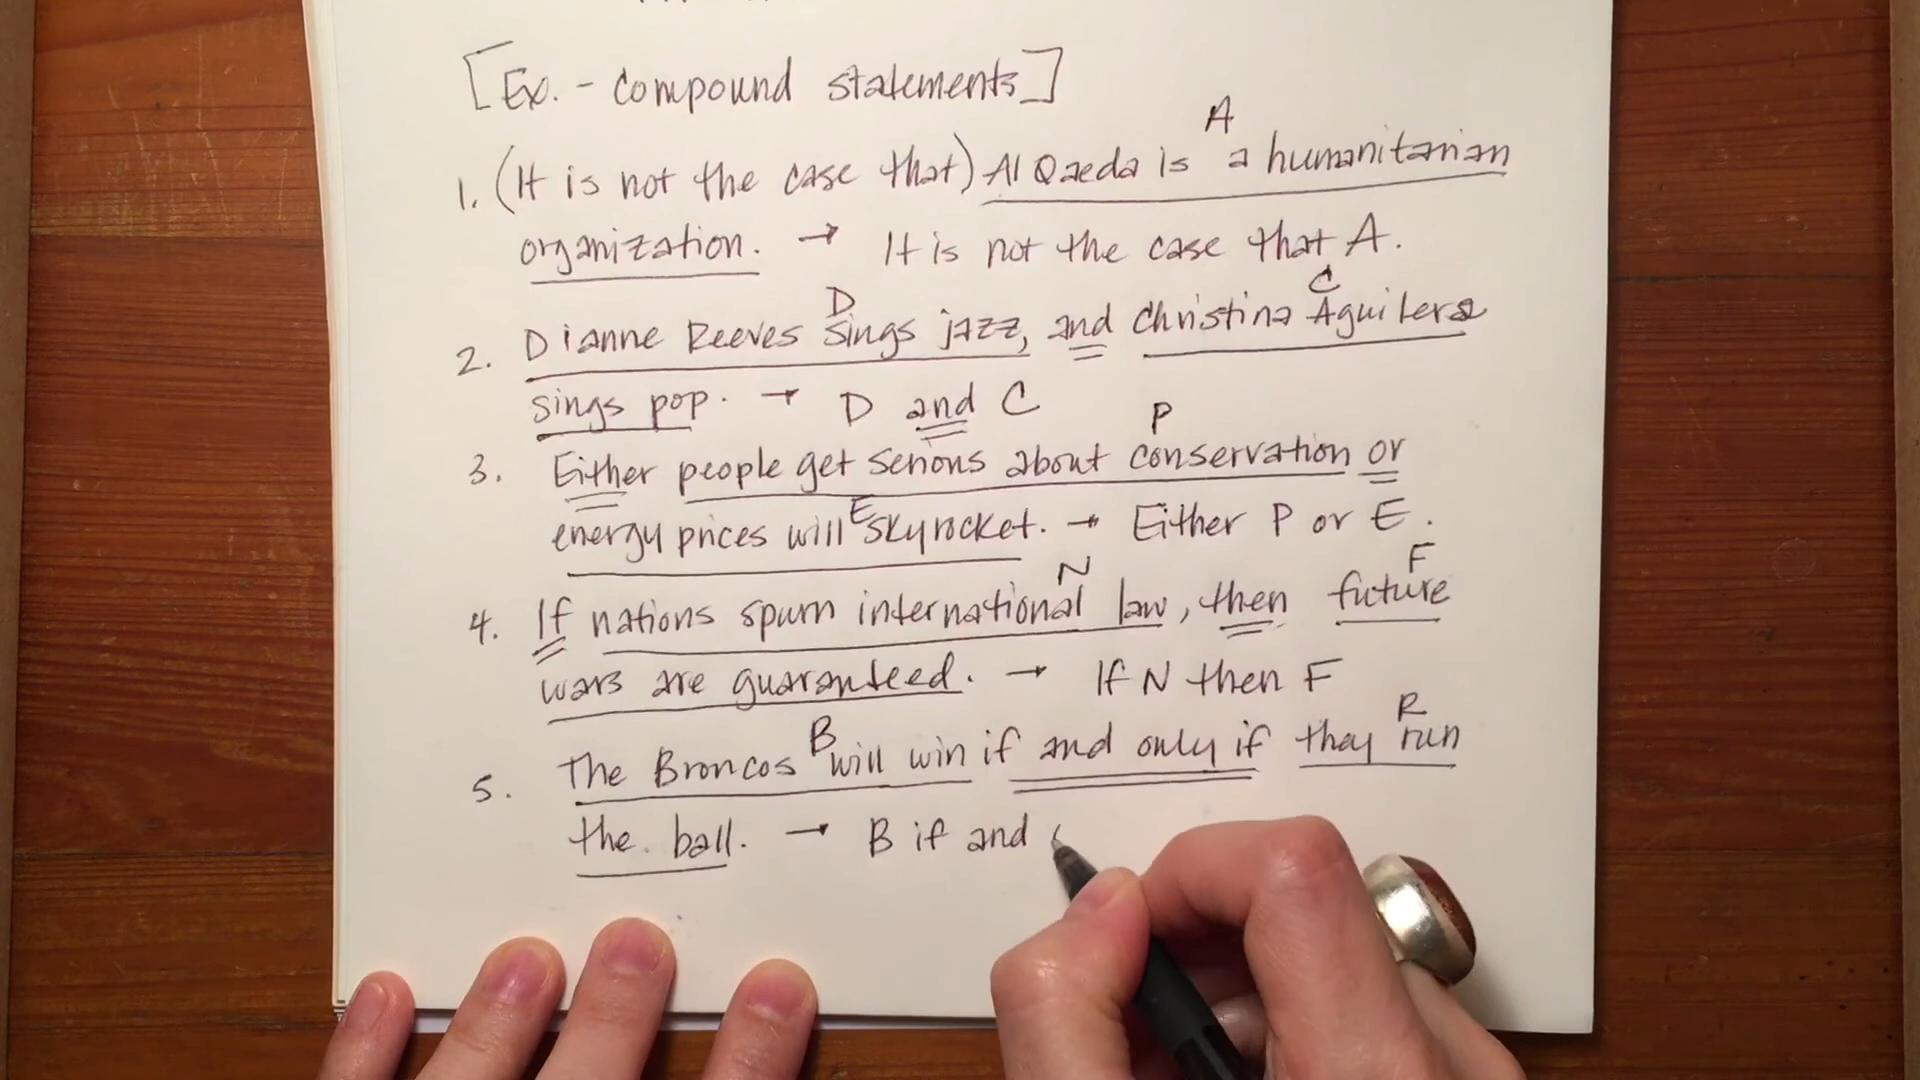 [Ex. - compound statements]
A
1. (It is not the case that) Al Qaeda is a humanitarian
organization. → It is not the case that A.
D C
2. Dianne Reeves sings jazz, and Christina Aguilera
sings pop. → D and C
P
3. Either people get serious about conservation or
E
energy prices will skyrocket. → Either P or E.
N F
4. If nations spurn international law, then future
wars are guaranteed. → If N then F
B R
5. The Broncos will win if and only if they run
the ball. → B if and